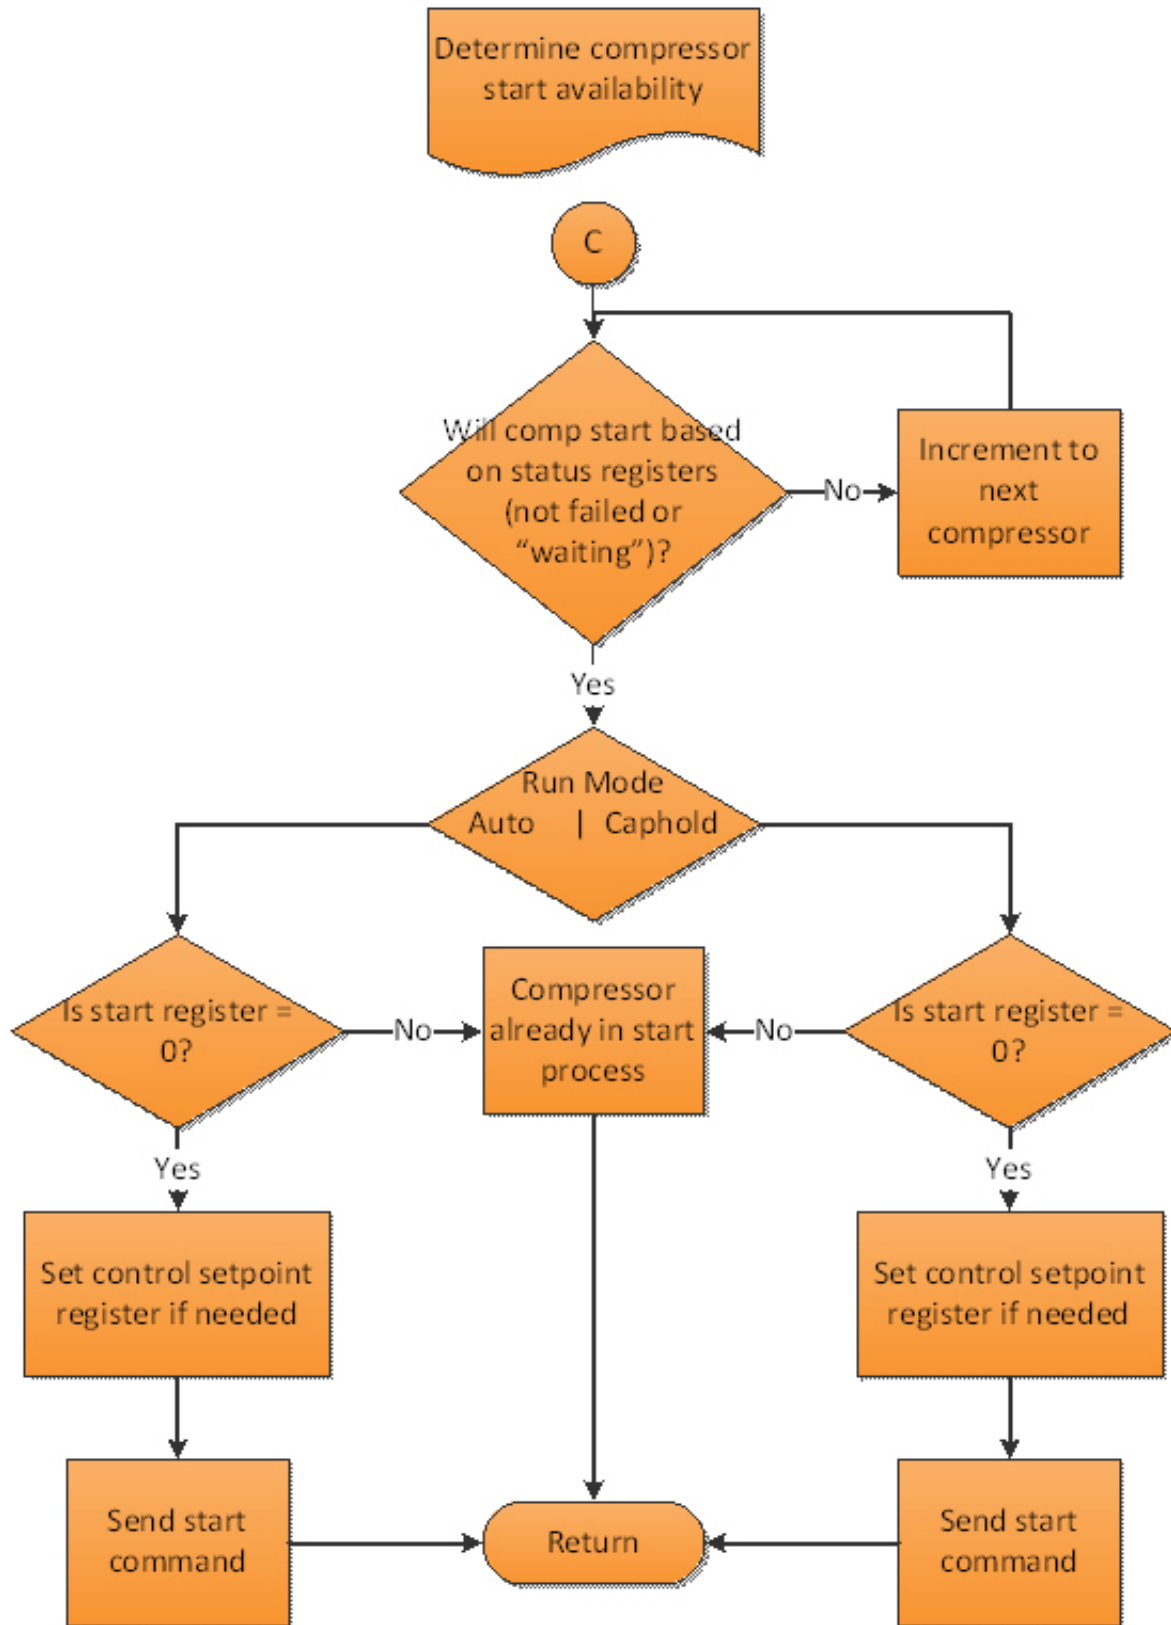 Determine compressor
start availability
C
Will comp start based
on status registers
(not failed or
“waiting”)?
No
Increment to
next
compressor
Yes
Run Mode
Auto | Caphold
Is start register =
0?
No
Compressor
already in start
process
No
Is start register =
0?
Yes
Yes
Set control setpoint
register if needed
Set control setpoint
register if needed
Send start
command
Return
Send start
command